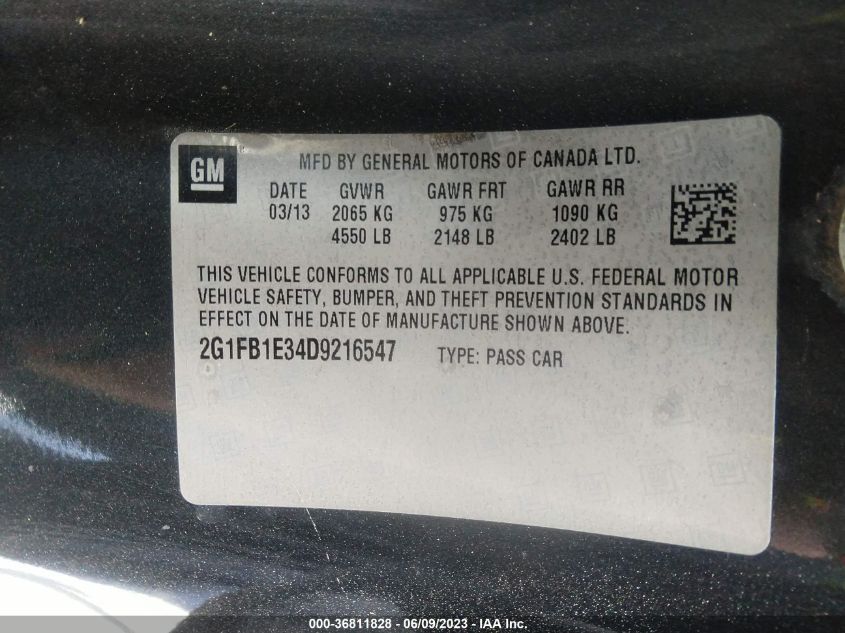 GM
MFD BY GENERAL MOTORS OF CANADA LTD.
DATE GVWR GAWR FRT GAWR RR
03/13 2065 KG 975 KG 1090 KG
4550 LB 2148 LB 2402 LB
THIS VEHICLE CONFORMS TO ALL APPLICABLE U.S. FEDERAL MOTOR
VEHICLE SAFETY, BUMPER, AND THEFT PREVENTION STANDARDS IN
EFFECT ON THE DATE OF MANUFACTURE SHOWN ABOVE.
2G1FB1E34D9216547 TYPE: PASS CAR
000-36811828 - 06/09/2023 - IAA Inc.